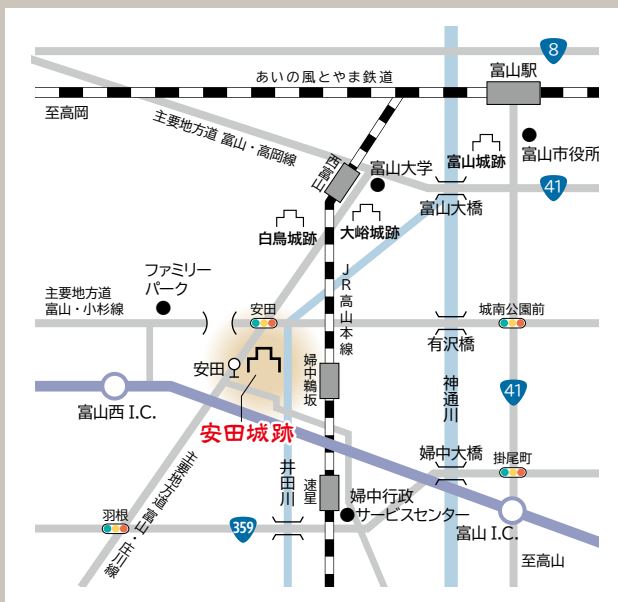 8
あいの風とやま鉄道
富山駅
至高岡
主要地方道 富山・高岡線
富山市役所
富山城跡
西富山
富山大学
41
富山大橋
白鳥城跡
大峪城跡
ファミリー
パーク
JR高山本線
主要地方道
富山・小杉線
安田
城南公園前
有沢橋
安田
婦中鵜坂
神通川
41
富山西 I.C.
安田城跡
婦中大橋
掛尾町
主要地方道 富山・庄川線
井田川
速星
婦中行政
サービスセンター
羽根
359
富山 I.C.
至高山